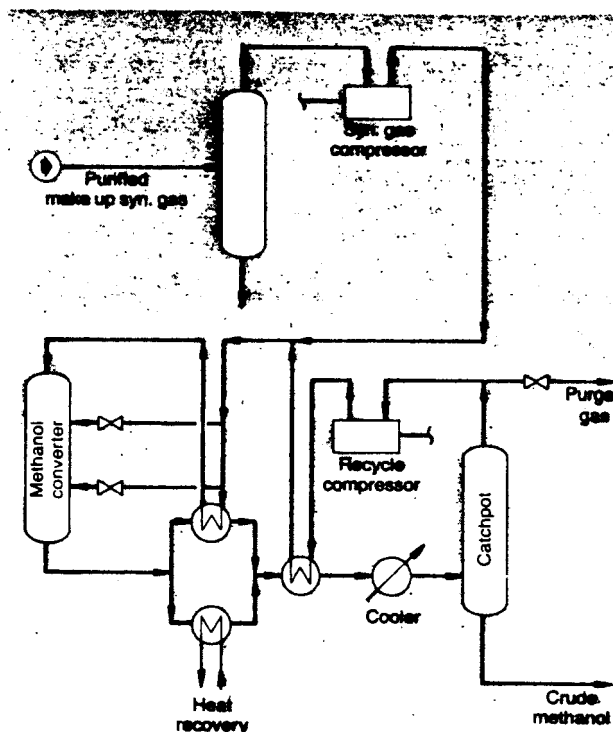 Syn. gas
compressor
Purified
make up syn. gas
Methanol
converter
Purge
gas
Recycle
compressor
Catchpot
Cooler
Heat
recovery
Crude
methanol